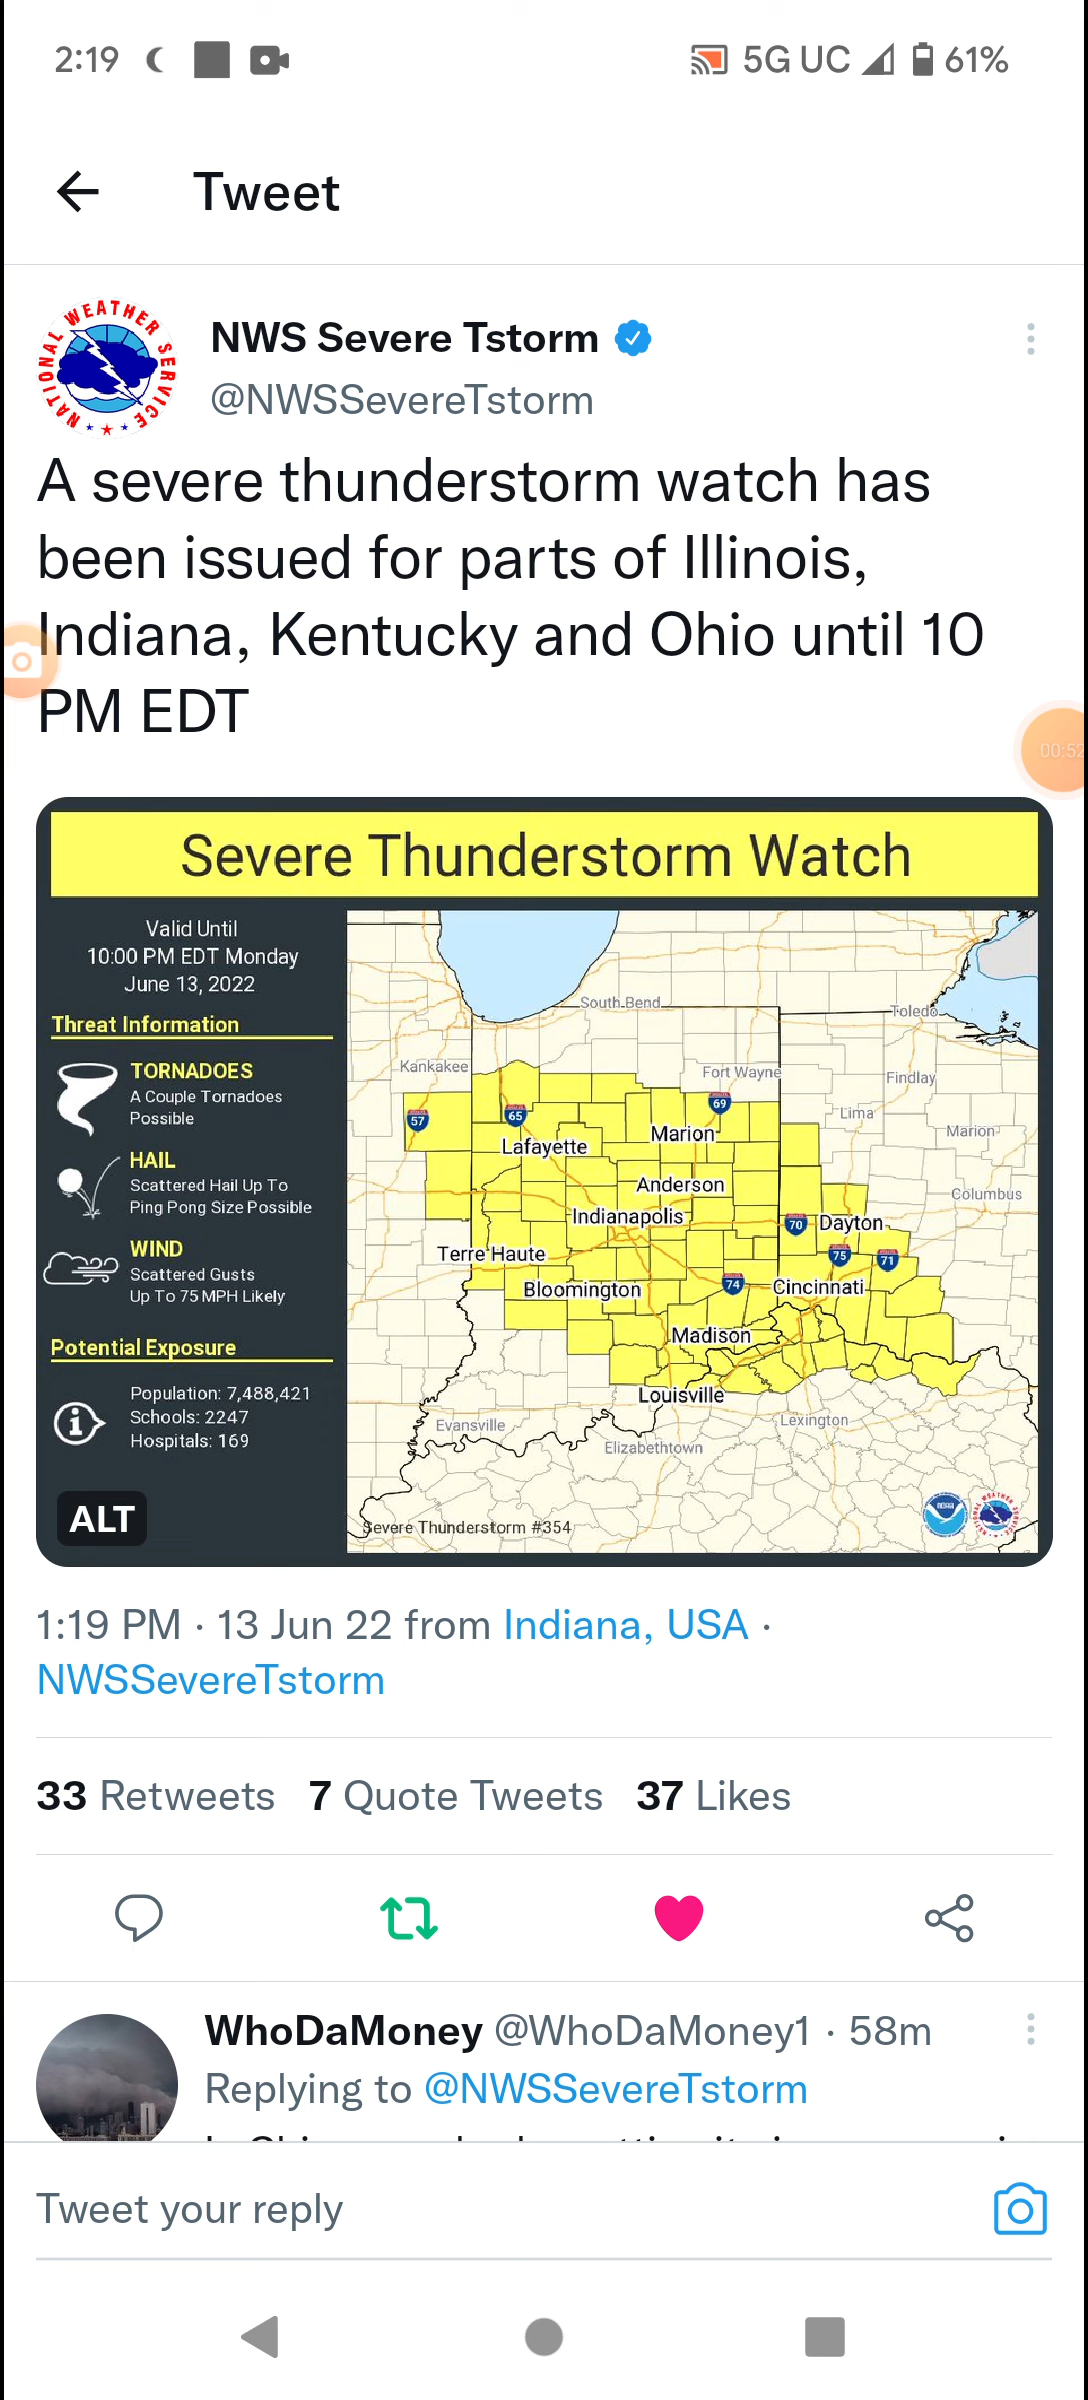 2:19 5G UC 61%
Tweet
NATIONAL WEATHER SERVICE
NWS Severe Tstorm
@NWSSevereTstorm
A severe thunderstorm watch has
been issued for parts of Illinois,
Indiana, Kentucky and Ohio until 10
PM EDT
00:52
Severe Thunderstorm Watch
Valid Until
10:00 PM EDT Monday
June 13, 2022
Threat Information
TORNADOES
A Couple Tornadoes
Possible
HAIL
Scattered Hail Up To
Ping Pong Size Possible
WIND
Scattered Gusts
Up To 75 MPH Likely
Potential Exposure
Population: 7,488,421
Schools: 2247
Hospitals: 169
ALT
South Bend
Toledo
Kankakee
Fort Wayne
Findlay
57
65
69
Lima
Lafayette
Marion
Marion
Anderson
Columbus
Indianapolis
70
Dayton
Terre Haute
75
71
Bloomington
74
Cincinnati
Madison
Louisville
Evansville
Lexington
Elizabethtown
Severe Thunderstorm #354
1:19 PM · 13 Jun 22 from Indiana, USA ·
NWSSevereTstorm
33 Retweets 7 Quote Tweets 37 Likes
WhoDaMoney @WhoDaMoney1 · 58m
Replying to @NWSSevereTstorm
Tweet your reply